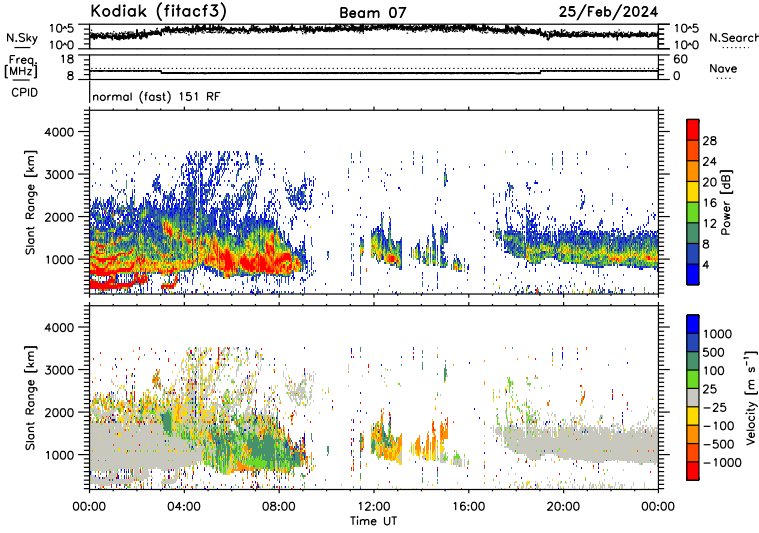 Kodiak (fitacf3) Beam 07 25/Feb/2024
N.Sky 10^5 10^0 10^5 10^0 N.Search
Freq. [MHz] 18 8 60 0 Nave
CPID normal (fast) 151 RF
Slant Range [km] 4000 3000 2000 1000
28 24 20 16 12 8 4 Power [dB]
Slant Range [km] 4000 3000 2000 1000
1000 500 100 25 -25 -100 -500 -1000 Velocity [m s^-1]
00:00 04:00 08:00 12:00 16:00 20:00 00:00
Time UT